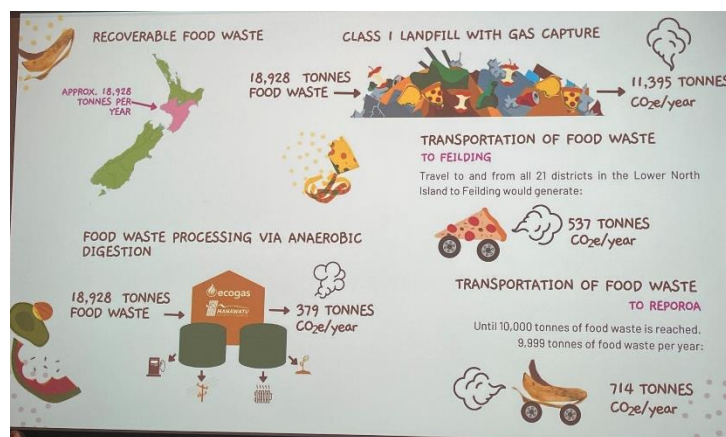 RECOVERABLE FOOD WASTE
APPROX. 18,928
TONNES PER
YEAR
CLASS 1 LANDFILL WITH GAS CAPTURE
18,928 TONNES
FOOD WASTE
11,395 TONNES
CO2e/year
TRANSPORTATION OF FOOD WASTE
TO FEILDING
Travel to and from all 21 districts in the Lower North
Island to Feilding would generate:
537 TONNES
CO2e/year
FOOD WASTE PROCESSING VIA ANAEROBIC
DIGESTION
18,928 TONNES
FOOD WASTE
ecogas
MANAWATU
379 TONNES
CO2e/year
TRANSPORTATION OF FOOD WASTE
TO REPOROA
Until 10,000 tonnes of food waste is reached.
9,999 tonnes of food waste per year:
714 TONNES
CO2e/year